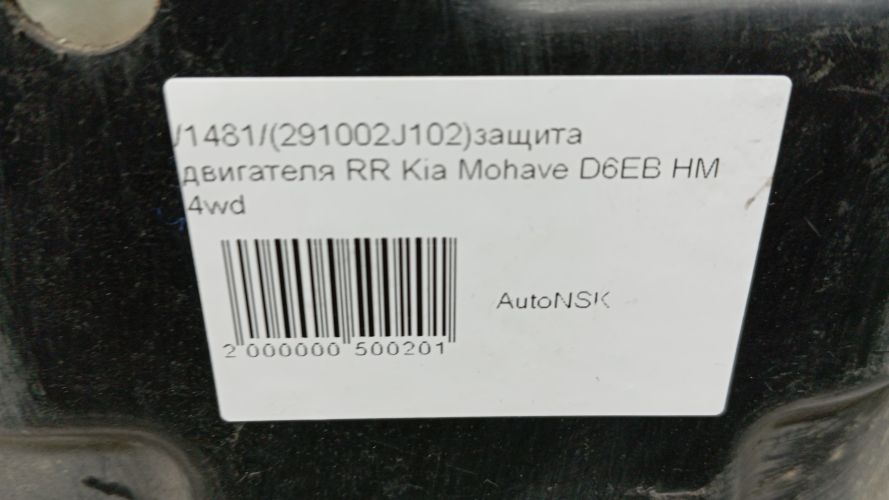 /1481/(291002J102)защита
двигателя RR Kia Mohave D6EB HM
4wd
AutoNSK
2 000000 500201